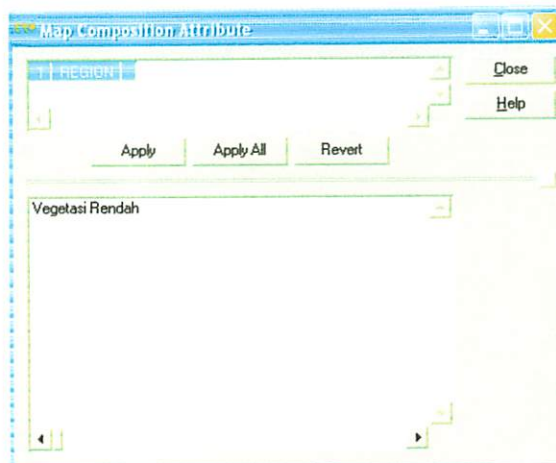 Map Composition Attribute
1 | REGION |
Close
Help
Apply Apply All Revert
Vegetasi Rendah